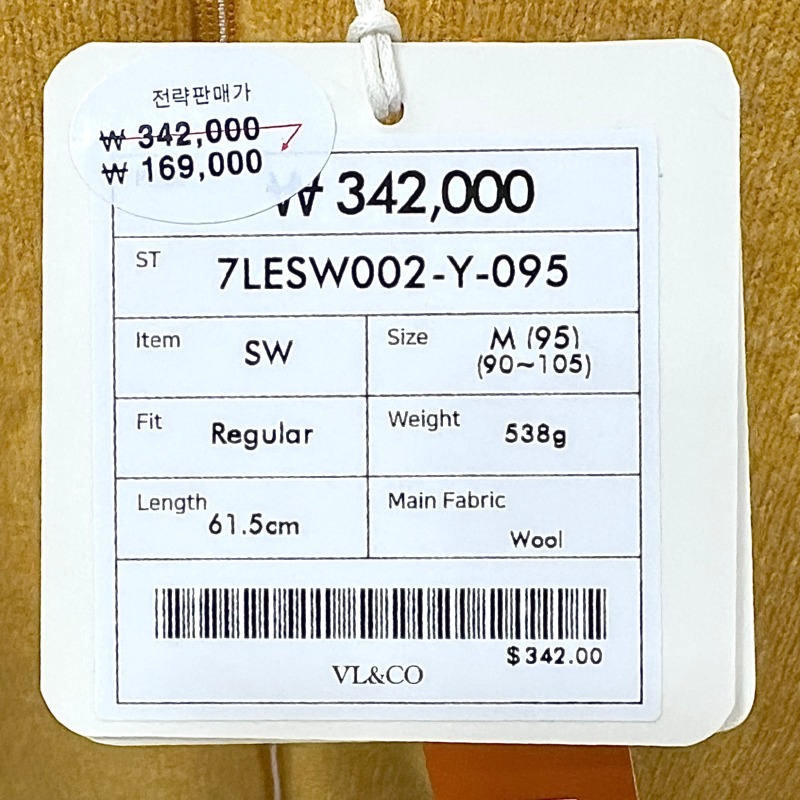 전략판매가
₩ 342,000
₩ 169,000
₩ 342,000
ST
7LESW002-Y-095
Item
SW
Size
M (95)
(90~105)
Fit
Regular
Weight
538g
Length
61.5cm
Main Fabric
Wool
$342.00
VL&CO